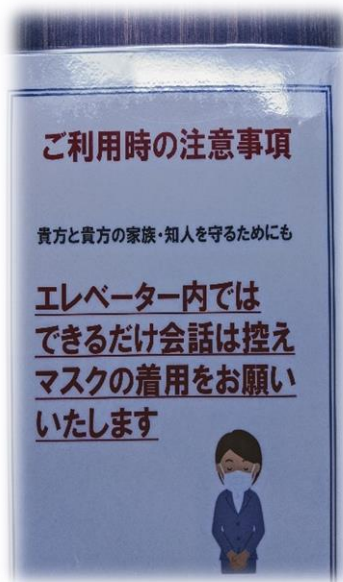 ご利用時の注意事項
貴方と貴方の家族・知人を守るためにも
エレベーター内では
できるだけ会話は控え
マスクの着用をお願い
いたします